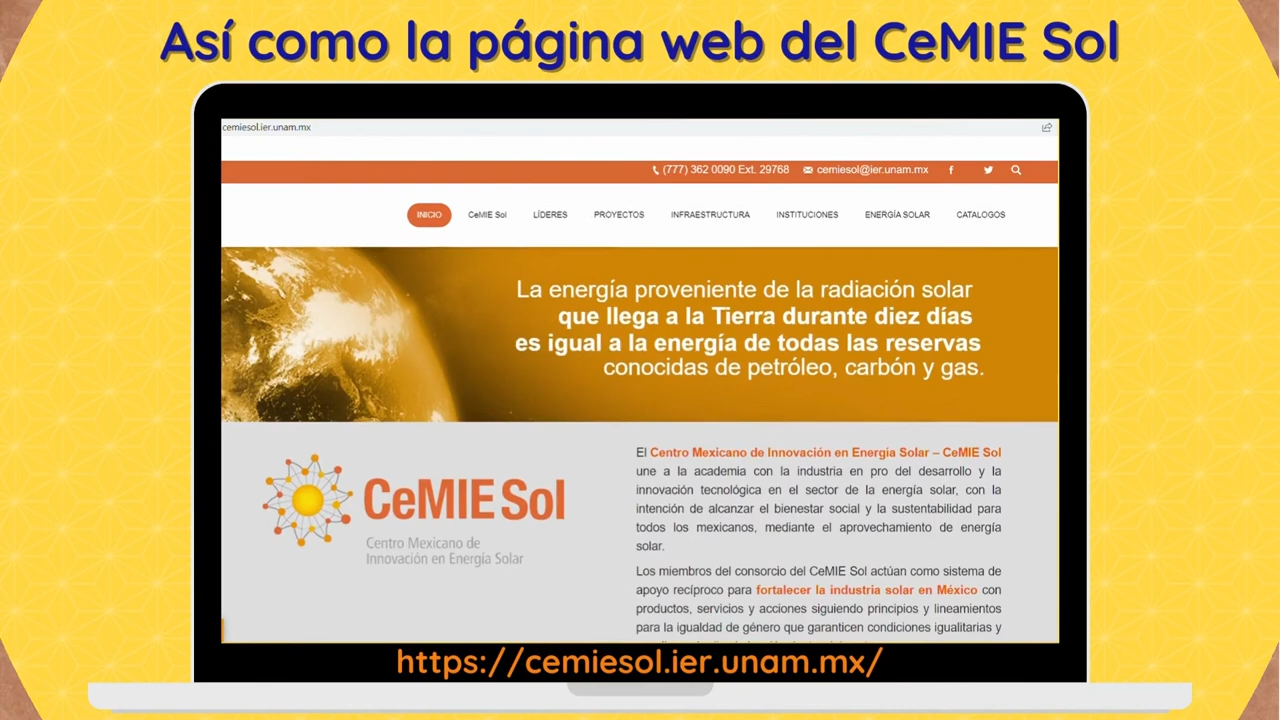 Así como la página web del CeMIE Sol
cemiesol.ier.unam.mx
(777) 362 0090 Ext. 29768 cemiesol@ier.unam.mx
INICIO CeMIE Sol LÍDERES PROYECTOS INFRAESTRUCTURA INSTITUCIONES ENERGÍA SOLAR CATALOGOS
La energía proveniente de la radiación solar
que llega a la Tierra durante diez días
es igual a la energía de todas las reservas
conocidas de petróleo, carbón y gas.
CeMIE Sol
Centro Mexicano de
Innovación en Energía Solar
El Centro Mexicano de Innovación en Energía Solar – CeMIE Sol
une a la academia con la industria en pro del desarrollo y la
innovación tecnológica en el sector de la energía solar, con la
intención de alcanzar el bienestar social y la sustentabilidad para
todos los mexicanos, mediante el aprovechamiento de energía
solar.
Los miembros del consorcio del CeMIE Sol actúan como sistema de
apoyo recíproco para fortalecer la industria solar en México con
productos, servicios y acciones siguiendo principios y lineamientos
para la igualdad de género que garanticen condiciones igualitarias y
https://cemiesol.ier.unam.mx/